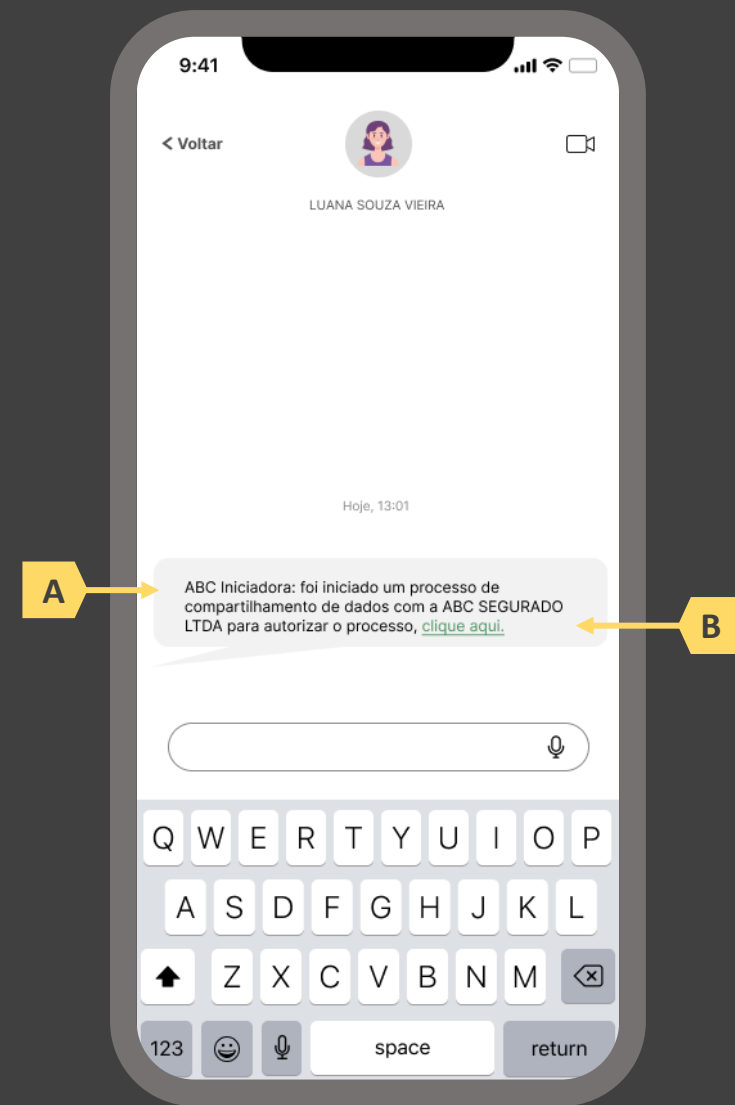 9:41
< Voltar
LUANA SOUZA VIEIRA
Hoje, 13:01
A
ABC Iniciadora: foi iniciado um processo de
compartilhamento de dados com a ABC SEGURADO
LTDA para autorizar o processo, clique aqui.
B
Q W E R T Y U I O P
A S D F G H J K L
Z X C V B N M
123 space return